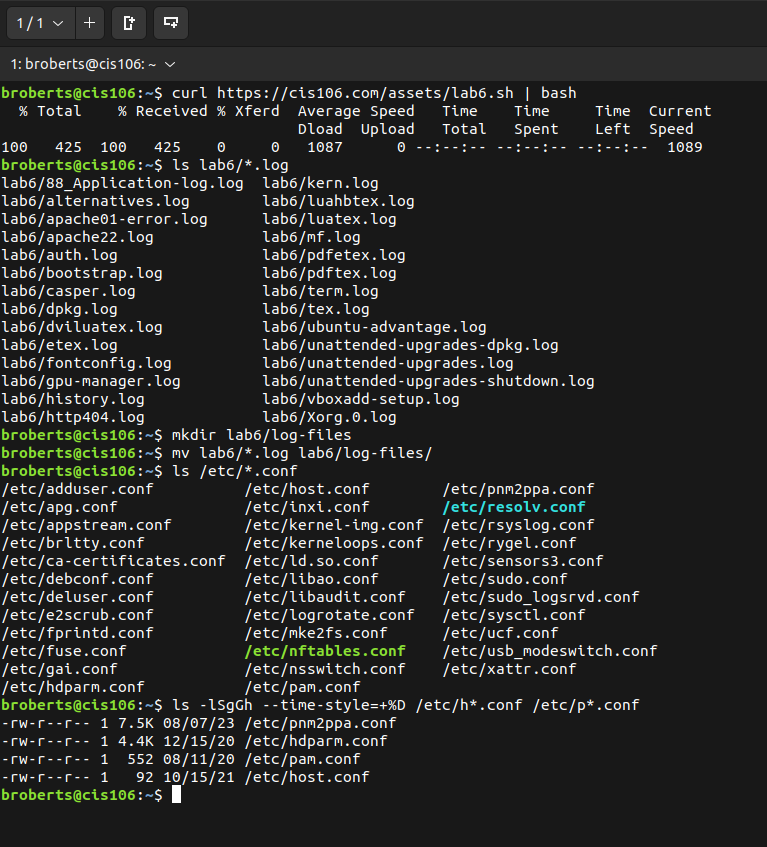 1 / 1
1: broberts@cis106: ~
broberts@cis106:~$ curl https://cis106.com/assets/lab6.sh | bash
  % Total    % Received % Xferd  Average Speed   Time    Time     Time  Current
                                 Dload  Upload   Total   Spent    Left  Speed
100   425  100   425    0     0   1087      0 --:--:-- --:--:-- --:--:--  1089
broberts@cis106:~$ ls lab6/*.log
lab6/88_Application-log.log  lab6/kern.log
lab6/alternatives.log        lab6/luahbtex.log
lab6/apache01-error.log      lab6/luatex.log
lab6/apache22.log            lab6/mf.log
lab6/auth.log                lab6/pdfetex.log
lab6/bootstrap.log           lab6/pdftex.log
lab6/casper.log              lab6/term.log
lab6/dpkg.log                lab6/tex.log
lab6/dviluatex.log           lab6/ubuntu-advantage.log
lab6/etex.log                lab6/unattended-upgrades-dpkg.log
lab6/fontconfig.log          lab6/unattended-upgrades.log
lab6/gpu-manager.log         lab6/unattended-upgrades-shutdown.log
lab6/history.log             lab6/vboxadd-setup.log
lab6/http404.log             lab6/Xorg.0.log
broberts@cis106:~$ mkdir lab6/log-files
broberts@cis106:~$ mv lab6/*.log lab6/log-files/
broberts@cis106:~$ ls /etc/*.conf
/etc/adduser.conf          /etc/host.conf        /etc/pnm2ppa.conf
/etc/apg.conf              /etc/inxi.conf        /etc/resolv.conf
/etc/appstream.conf        /etc/kernel-img.conf  /etc/rsyslog.conf
/etc/brltty.conf           /etc/kerneloops.conf  /etc/rygel.conf
/etc/ca-certificates.conf  /etc/ld.so.conf       /etc/sensors3.conf
/etc/debconf.conf          /etc/libao.conf       /etc/sudo.conf
/etc/deluser.conf          /etc/libaudit.conf    /etc/sudo_logsrvd.conf
/etc/e2scrub.conf          /etc/logrotate.conf   /etc/sysctl.conf
/etc/fprintd.conf          /etc/mke2fs.conf      /etc/ucf.conf
/etc/fuse.conf             /etc/nftables.conf    /etc/usb_modeswitch.conf
/etc/gai.conf              /etc/nsswitch.conf    /etc/xattr.conf
/etc/hdparm.conf           /etc/pam.conf
broberts@cis106:~$ ls -lSgGh --time-style=+%D /etc/h*.conf /etc/p*.conf
-rw-r--r-- 1 7.5K 08/07/23 /etc/pnm2ppa.conf
-rw-r--r-- 1 4.4K 12/15/20 /etc/hdparm.conf
-rw-r--r-- 1  552 08/11/20 /etc/pam.conf
-rw-r--r-- 1   92 10/15/21 /etc/host.conf
broberts@cis106:~$